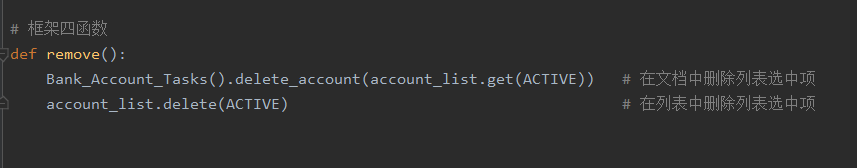 # 框架四函数
def remove():
Bank_Account_Tasks().delete_account(account_list.get(ACTIVE)) # 在文档中删除列表选中项
account_list.delete(ACTIVE) # 在列表中删除列表选中项